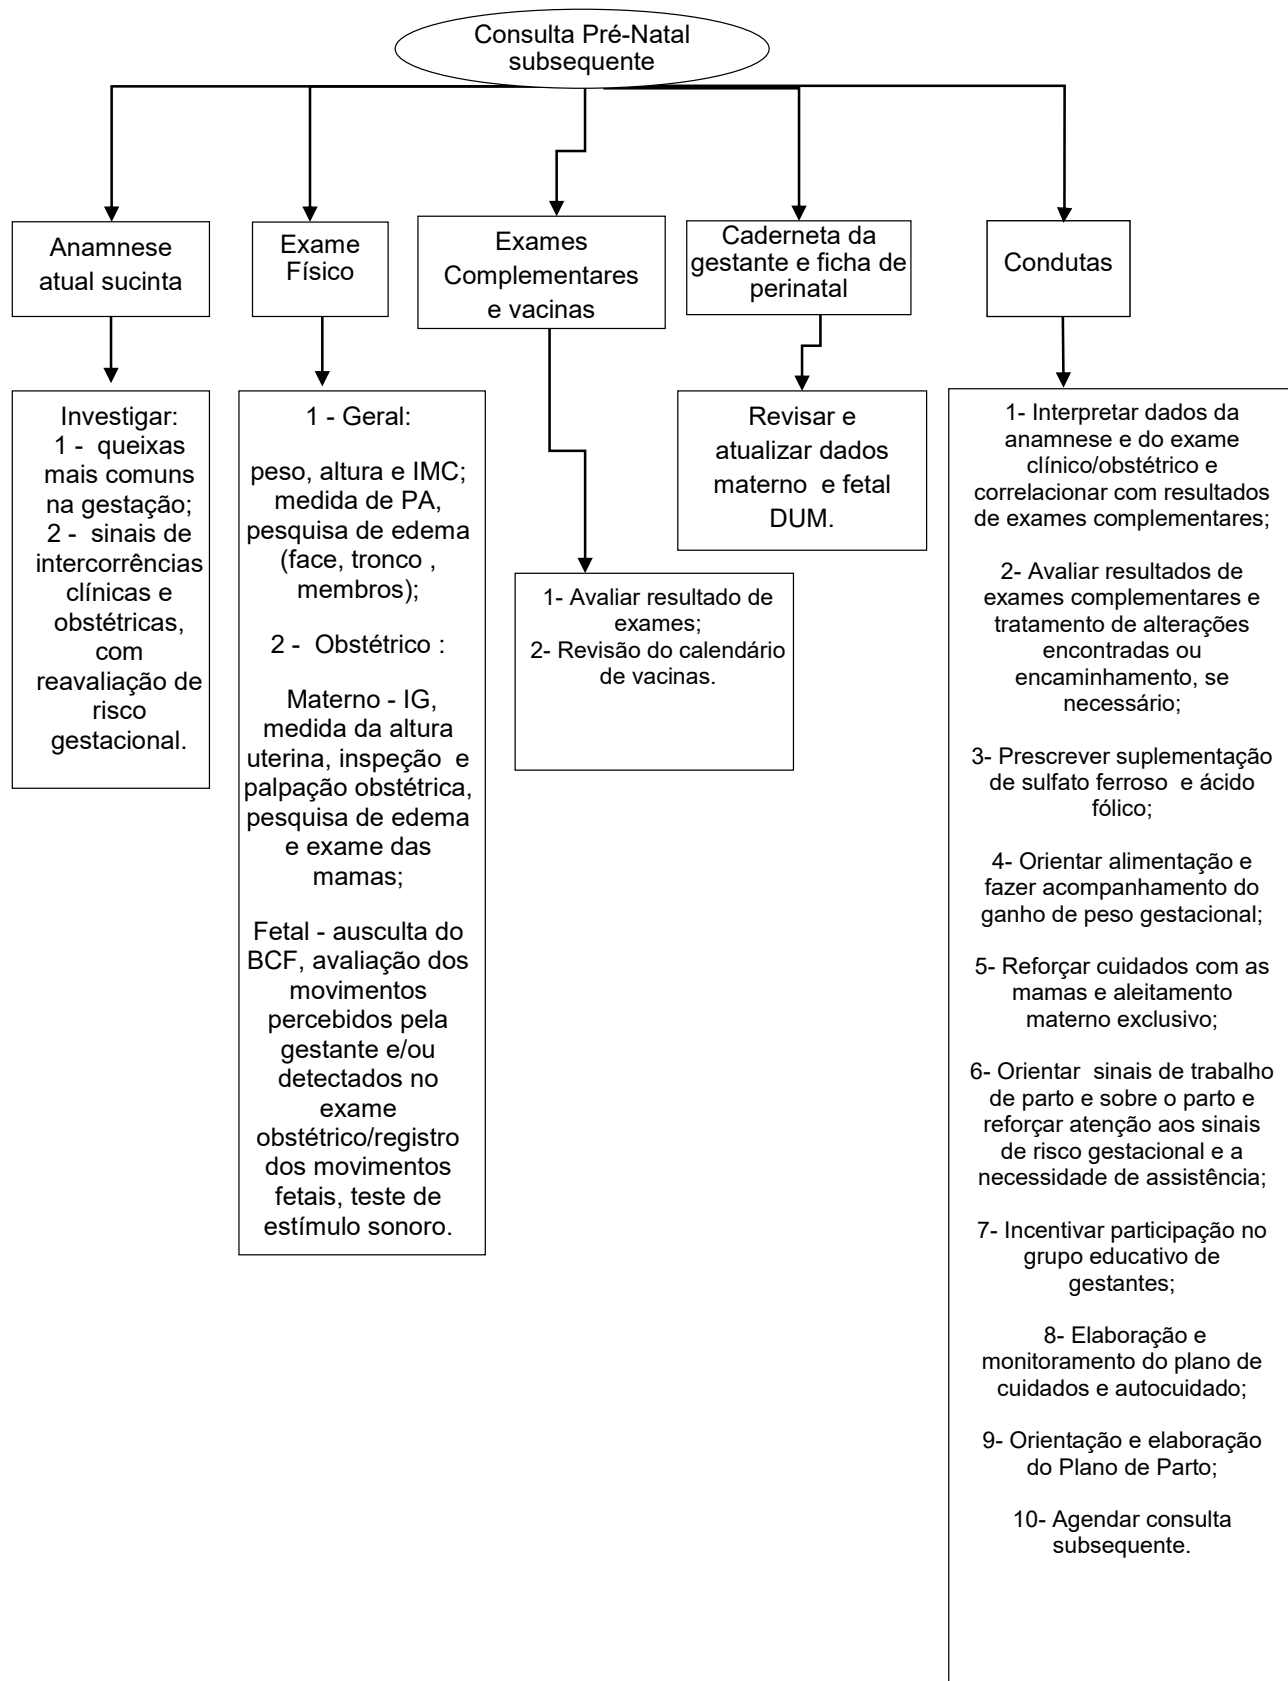 Consulta Pré-Natal
subsequente
Anamnese
atual sucinta
Exame
Físico
Exames
Complementares
e vacinas
Caderneta da
gestante e ficha de
perinatal
Condutas
Investigar:
1 - queixas
mais comuns
na gestação;
2 - sinais de
intercorrências
clínicas e
obstétricas,
com
reavaliação de
risco
gestacional.
1 - Geral:
peso, altura e IMC;
medida de PA,
pesquisa de edema
(face, tronco ,
membros);
2 - Obstétrico :
Materno - IG,
medida da altura
uterina, inspeção e
palpação obstétrica,
pesquisa de edema
e exame das
mamas;
Fetal - ausculta do
BCF, avaliação dos
movimentos
percebidos pela
gestante e/ou
detectados no
exame
obstétrico/registro
dos movimentos
fetais, teste de
estímulo sonoro.
1- Avaliar resultado de
exames;
2- Revisão do calendário
de vacinas.
Revisar e
atualizar dados
materno e fetal
DUM.
1- Interpretar dados da
anamnese e do exame
clínico/obstétrico e
correlacionar com resultados
de exames complementares;
2- Avaliar resultados de
exames complementares e
tratamento de alterações
encontradas ou
encaminhamento, se
necessário;
3- Prescrever suplementação
de sulfato ferroso e ácido
fólico;
4- Orientar alimentação e
fazer acompanhamento do
ganho de peso gestacional;
5- Reforçar cuidados com as
mamas e aleitamento
materno exclusivo;
6- Orientar sinais de trabalho
de parto e sobre o parto e
reforçar atenção aos sinais
de risco gestacional e a
necessidade de assistência;
7- Incentivar participação no
grupo educativo de
gestantes;
8- Elaboração e
monitoramento do plano de
cuidados e autocuidado;
9- Orientação e elaboração
do Plano de Parto;
10- Agendar consulta
subsequente.